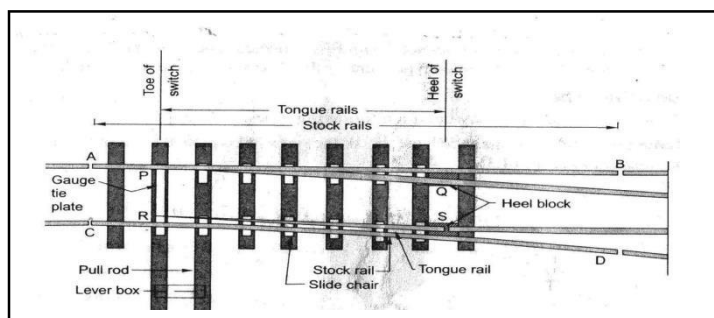 Toe of
switch
Heel of
switch
Tongue rails
Stock rails
A
B
P
Gauge
tie
plate
Q
R
S
Heel block
C
D
Pull rod
Stock rail
Tongue rail
Slide chair
Lever box